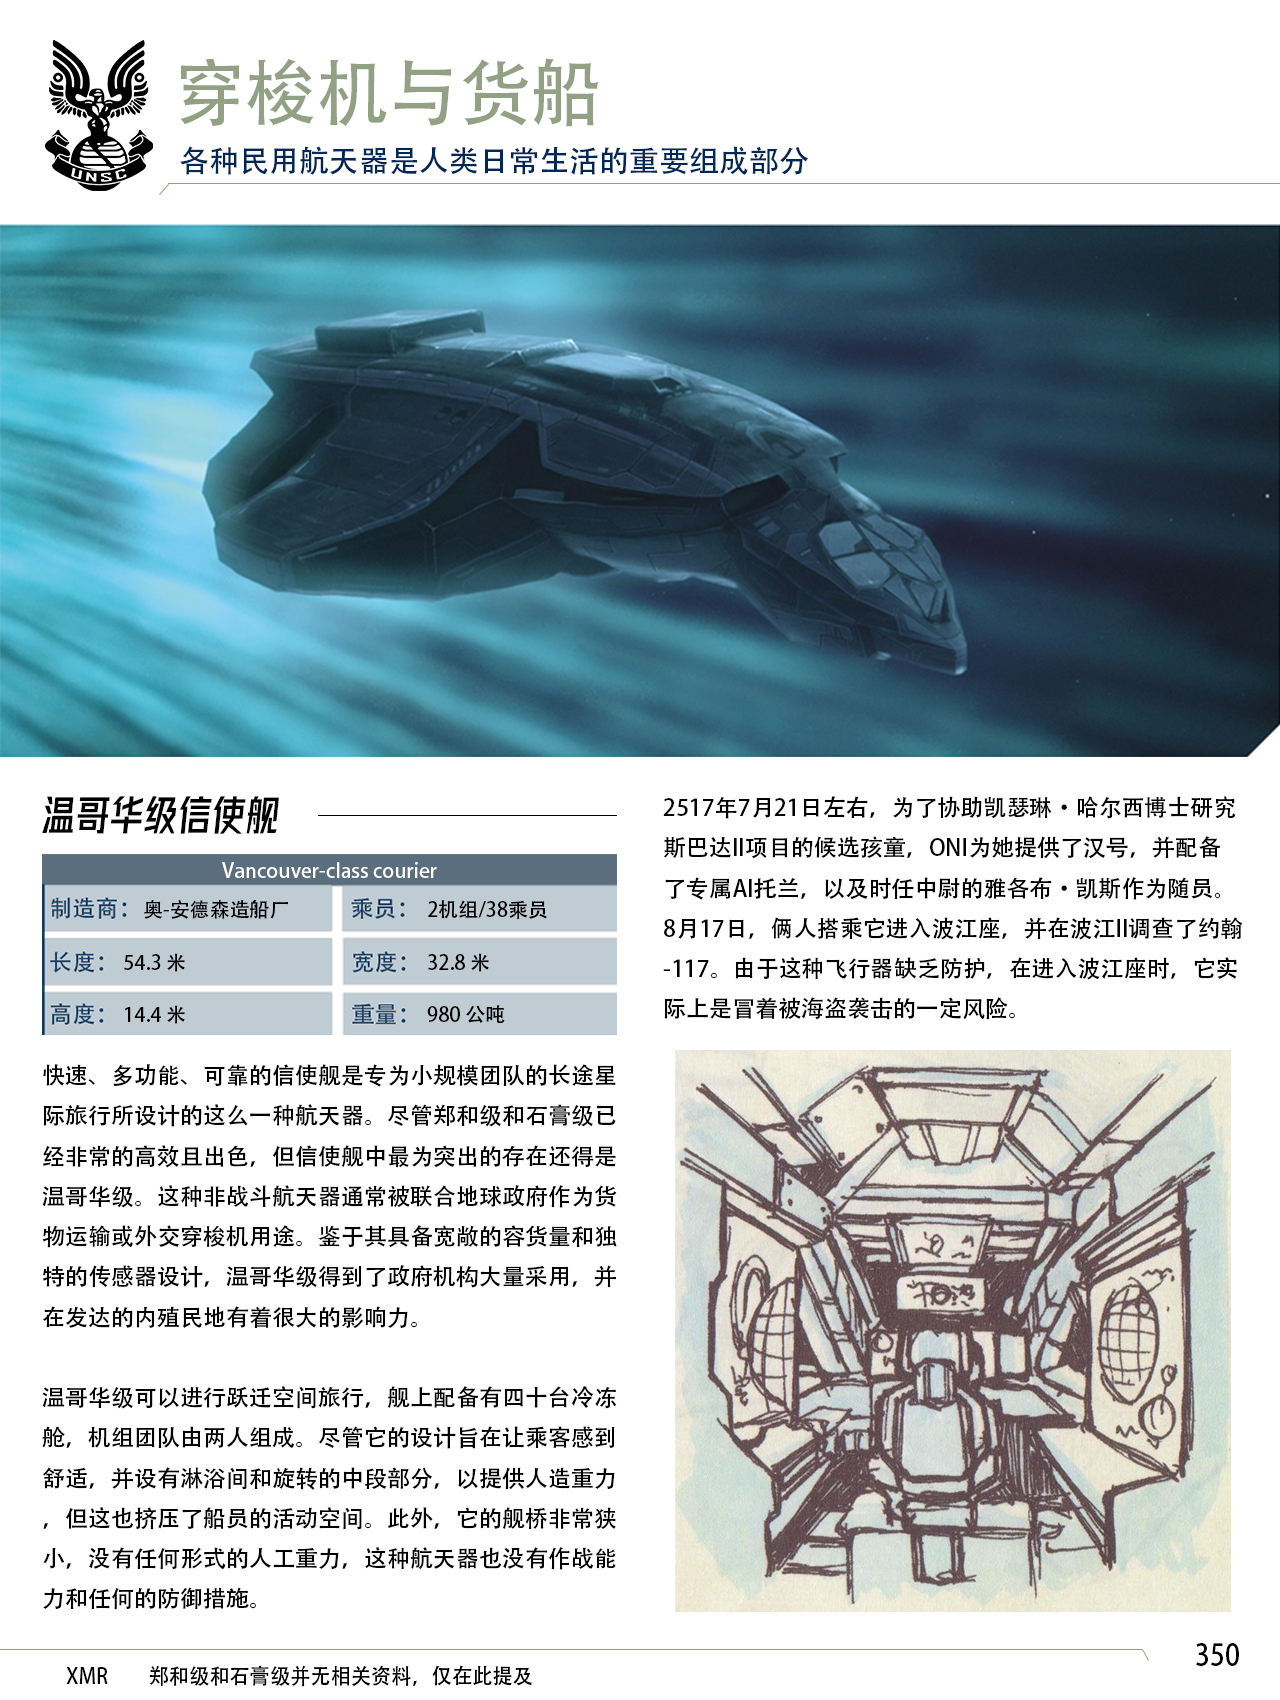 UNSC
穿梭机与货船
各种民用航天器是人类日常生活的重要组成部分
温哥华级信使舰
Vancouver-class courier
制造商： 奥-安德森造船厂
乘员： 2机组/38乘员
长度： 54.3 米
宽度： 32.8 米
高度： 14.4 米
重量： 980 公吨
快速、多功能、可靠的信使舰是专为小规模团队的长途星
际旅行所设计的这么一种航天器。尽管郑和级和石膏级已
经非常的高效且出色，但信使舰中最为突出的存在还得是
温哥华级。这种非战斗航天器通常被联合地球政府作为货
物运输或外交穿梭机用途。鉴于其具备宽敞的容货量和独
特的传感器设计，温哥华级得到了政府机构大量采用，并
在发达的内殖民地有着很大的影响力。
温哥华级可以进行跃迁空间旅行，舰上配备有四十台冷冻
舱，机组团队由两人组成。尽管它的设计旨在让乘客感到
舒适，并设有淋浴间和旋转的中段部分，以提供人造重力
，但这也挤压了船员的活动空间。此外，它的舰桥非常狭
小，没有任何形式的人工重力，这种航天器也没有作战能
力和任何的防御措施。
2517年7月21日左右，为了协助凯瑟琳·哈尔西博士研究
斯巴达II项目的候选孩童，ONI为她提供了汉号，并配备
了专属AI托兰，以及时任中尉的雅各布·凯斯作为随员。
8月17日，俩人搭乘它进入波江座，并在波江II调查了约翰
-117。由于这种飞行器缺乏防护，在进入波江座时，它实
际上是冒着被海盗袭击的一定风险。
350
XMR 郑和级和石膏级并无相关资料，仅在此提及